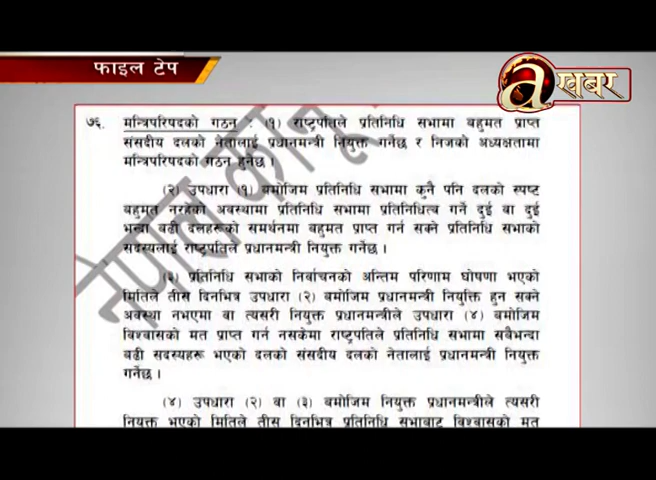 फाइल टेप
a खबर
नेपाल कानून
७६. मन्त्रिपरिषदको गठन : (१) राष्ट्रपतिले प्रतिनिधि सभामा बहुमत प्राप्त
संसदीय दलको नेतालाई प्रधानमन्त्री नियुक्त गर्नेछ र निजको अध्यक्षतामा
मन्त्रिपरिषदको गठन हुनेछ ।
(२) उपधारा (१) बमोजिम प्रतिनिधि सभामा कुनै पनि दलको स्पष्ट
बहुमत नरहेको अवस्थामा प्रतिनिधि सभामा प्रतिनिधित्व गर्ने दुई वा दुई
भन्दा बढी दलहरूको समर्थनमा बहुमत प्राप्त गर्न सक्ने प्रतिनिधि सभाको
सदस्यलाई राष्ट्रपतिले प्रधानमन्त्री नियुक्त गर्नेछ ।
(३) प्रतिनिधि सभाको निर्वाचनको अन्तिम परिणाम घोषणा भएको
मितिले तीस दिनभित्र उपधारा (२) बमोजिम प्रधानमन्त्री नियुक्ति हुन सक्ने
अवस्था नभएमा वा त्यसरी नियुक्त प्रधानमन्त्रीले उपधारा (४) बमोजिम
विश्वासको मत प्राप्त गर्न नसकेमा राष्ट्रपतिले प्रतिनिधि सभामा सबैभन्दा
बढी सदस्यहरू भएको दलको संसदीय दलको नेतालाई प्रधानमन्त्री नियुक्त
गर्नेछ ।
(४) उपधारा (२) वा (३) बमोजिम नियुक्त प्रधानमन्त्रीले त्यसरी
नियुक्त भएको मितिले तीस दिनभित्र प्रतिनिधि सभाबाट विश्वासको मत